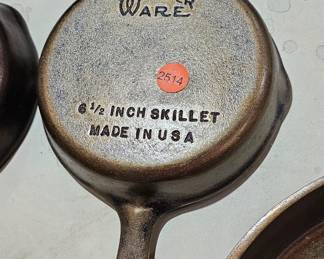 WARE
2514
6 1/2 INCH SKILLET
MADE IN USA